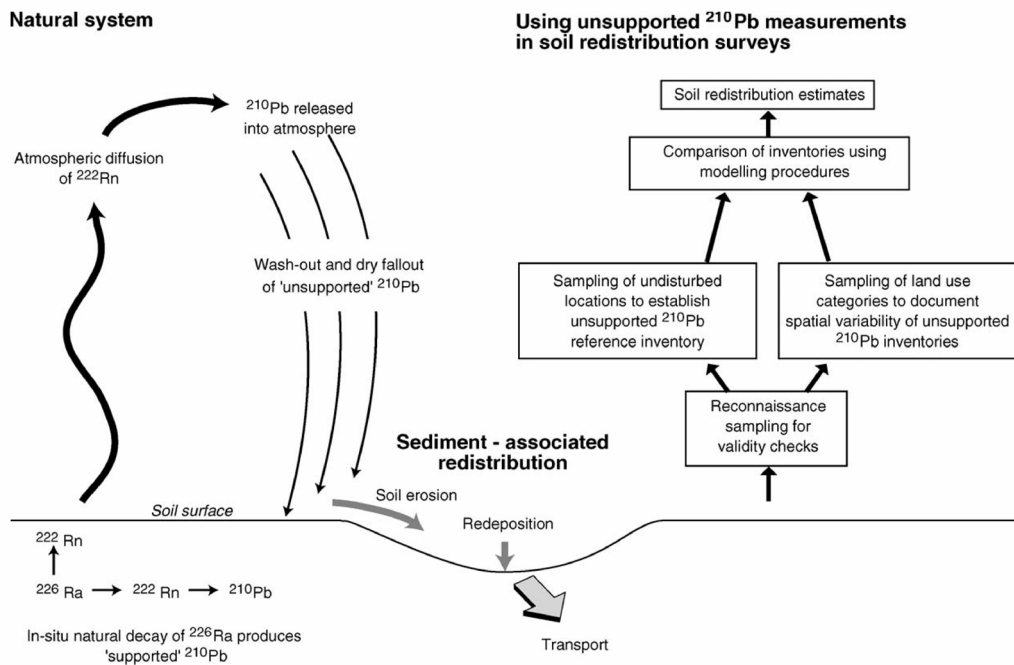 Natural system
²¹⁰Pb released
into atmosphere
Atmospheric diffusion
of ²²²Rn
Wash-out and dry fallout
of 'unsupported' ²¹⁰Pb
Sediment - associated
redistribution
Soil erosion
Soil surface
Redeposition
Transport
²²²Rn
²²⁶Ra → ²²²Rn → ²¹⁰Pb
In-situ natural decay of ²²⁶Ra produces
'supported' ²¹⁰Pb
Using unsupported ²¹⁰Pb measurements
in soil redistribution surveys
Soil redistribution estimates
Comparison of inventories using
modelling procedures
Sampling of undisturbed
locations to establish
unsupported ²¹⁰Pb
reference inventory
Sampling of land use
categories to document
spatial variability of unsupported
²¹⁰Pb inventories
Reconnaissance
sampling for
validity checks